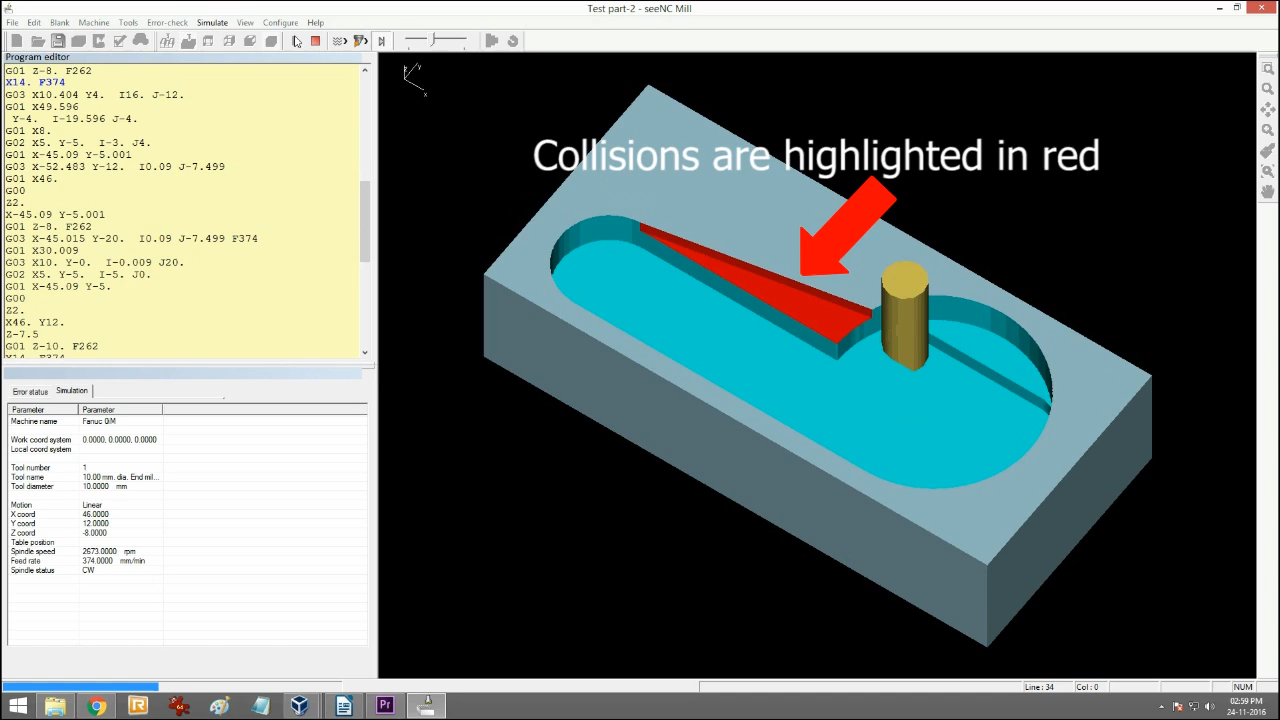 Test part-2 - seeNC Mill
File Edit Blank Machine Tools Error-check Simulate View Configure Help
Program editor
G01 Z-8. F262
X14. F374
G03 X10.404 Y4. I16. J-12.
G01 X49.596
Y-4. I-19.596 J-4.
G01 X8.
G02 X5. Y-5. I-3. J4.
G01 X-45.09 Y-5.001
G03 X-52.483 Y-12. I0.09 J-7.499
G01 X46.
G00
Z2.
X-45.09 Y-5.001
G01 Z-8. F262
G03 X-45.015 Y-20. I0.09 J-7.499 F374
G01 X30.009
G03 X10. Y-0. I-0.009 J20.
G02 X5. Y-5. I-5. J0.
G01 X-45.09 Y-5.
G00
Z2.
X46. Y12.
Z-7.5
G01 Z-10. F262
X14. F374
y
x
Collisions are highlighted in red
Error status Simulation
Parameter Parameter
Machine name Fanuc 0iM
Work coord system 0.0000, 0.0000, 0.0000
Local coord system
Tool number 1
Tool name 10.00 mm. dia. End mil...
Tool diameter 10.0000 mm
Motion Linear
X coord 46.0000
Y coord 12.0000
Z coord -8.0000
Table position
Spindle speed 2673.0000 rpm
Feed rate 374.0000 mm/min
Spindle status CW
Line: 34 Col: 0 NUM
R 64 Pr
02:59 PM
24-11-2016